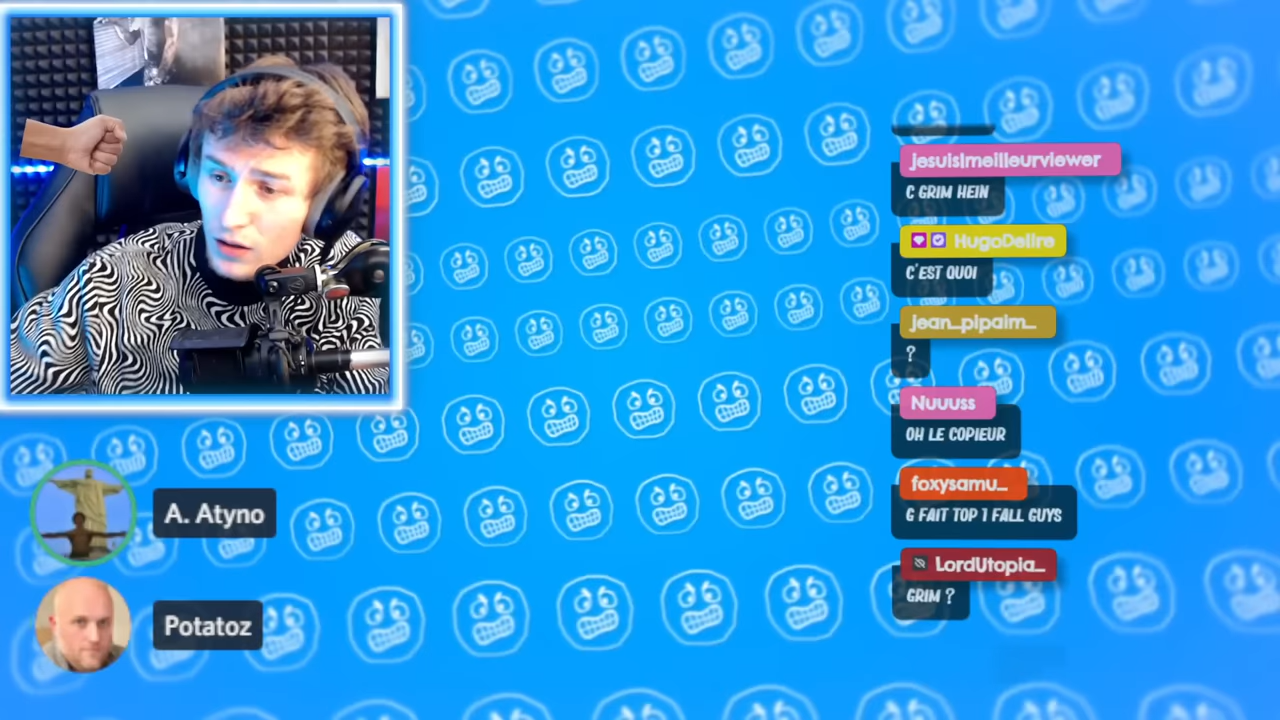 jesuislmeilleurviewer
C GRIM HEIN
HugoDelire
C'EST QUOI
jean_pipaim_
?
Nuuuss
OH LE COPIEUR
foxysamu_
G FAIT TOP 1 FALL GUYS
LordUtopia_
GRIM ?
A. Atyno
Potatoz